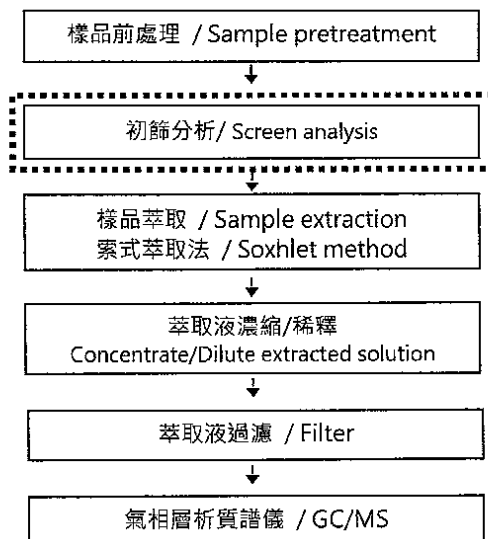 樣品前處理 / Sample pretreatment
初篩分析/ Screen analysis
樣品萃取 / Sample extraction
索式萃取法 / Soxhlet method
萃取液濃縮/稀釋
Concentrate/Dilute extracted solution
萃取液過濾 / Filter
氣相層析質譜儀 / GC/MS